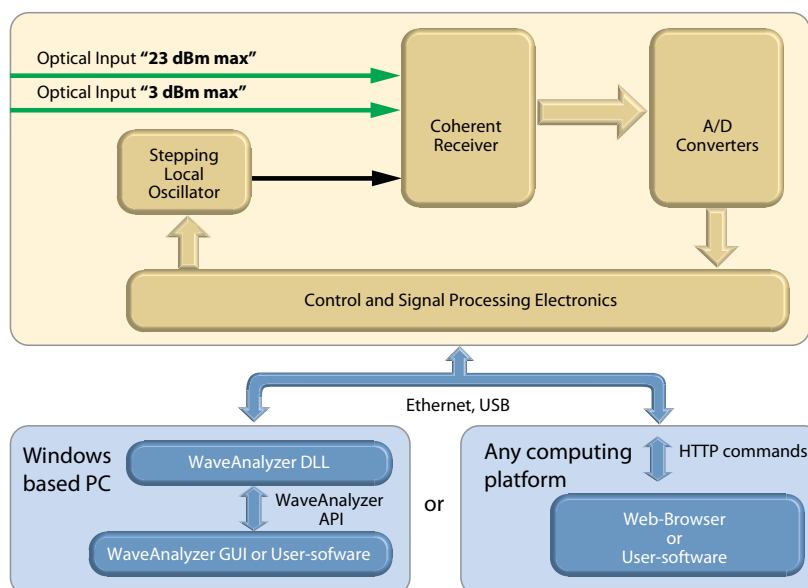 Optical Input “23 dBm max”
Optical Input “3 dBm max”
Stepping
Local
Oscillator
Coherent
Receiver
A/D
Converters
Control and Signal Processing Electronics
Ethernet, USB
Windows
based PC
WaveAnalyzer DLL
WaveAnalyzer
API
WaveAnalyzer GUI or User-sofware
or
Any computing
platform
HTTP commands
Web-Browser
or
User-software